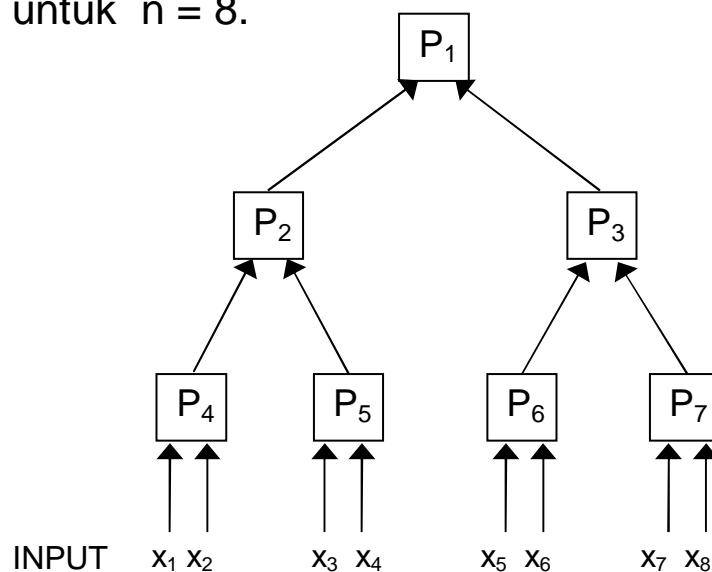 untuk n = 8.
P₁
P₂ P₃
P₄ P₅ P₆ P₇
INPUT x₁ x₂ x₃ x₄ x₅ x₆ x₇ x₈